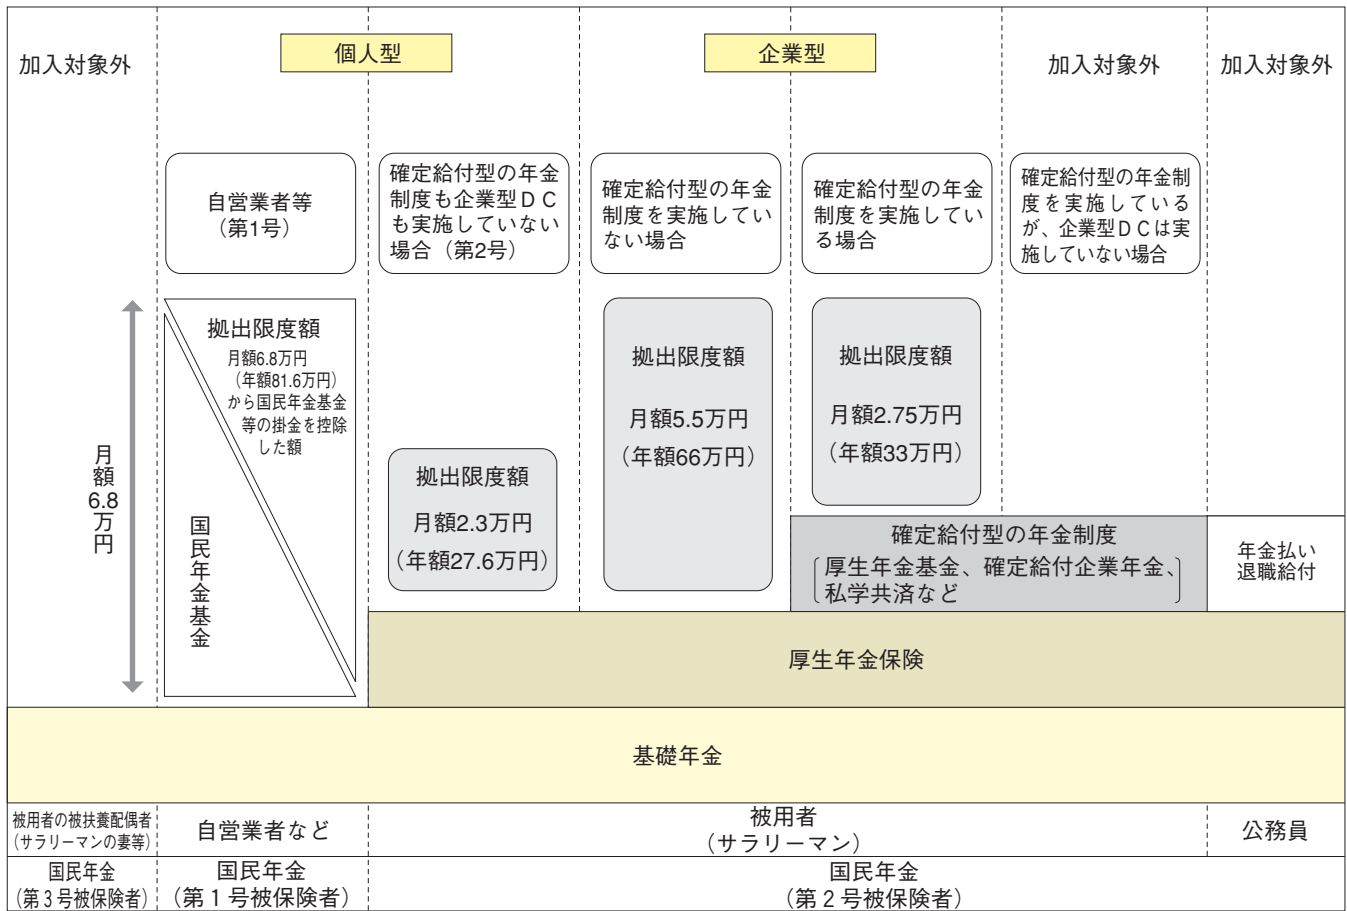 加入対象外
個人型
企業型
加入対象外
加入対象外
自営業者等
（第1号）
確定給付型の年金
制度も企業型ＤＣ
も実施していない
場合（第2号）
確定給付型の年金
制度を実施してい
ない場合
確定給付型の年金
制度を実施してい
る場合
確定給付型の年金制
度を実施している
が、企業型ＤＣは実
施していない場合
月額6.8万円
拠出限度額
月額6.8万円
（年額81.6万円）
から国民年金基金
等の掛金を控除
した額
国民年金基金
拠出限度額
月額2.3万円
（年額27.6万円）
拠出限度額
月額5.5万円
（年額66万円）
拠出限度額
月額2.75万円
（年額33万円）
確定給付型の年金制度
厚生年金基金、確定給付企業年金、
私学共済など
年金払い
退職給付
厚生年金保険
基礎年金
被用者の被扶養配偶者
（サラリーマンの妻等）
自営業者など
被用者
（サラリーマン）
公務員
国民年金
（第３号被保険者）
国民年金
（第１号被保険者）
国民年金
（第２号被保険者）